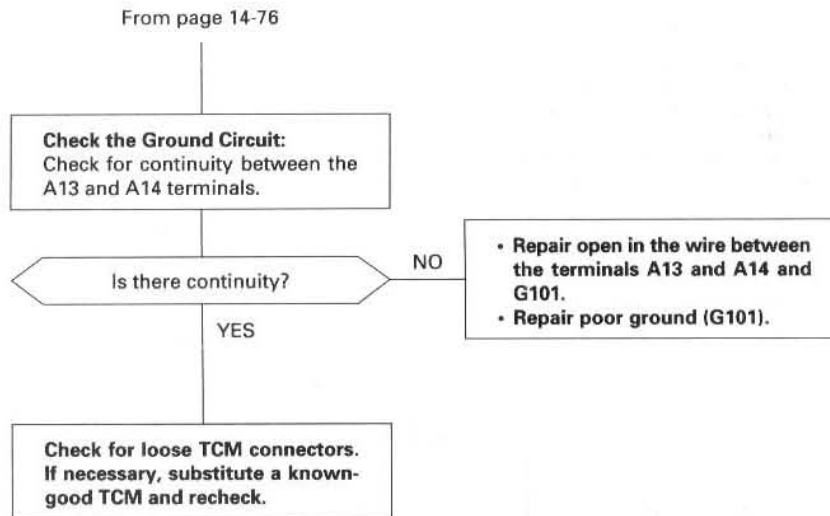 From page 14-76
Check the Ground Circuit:
Check for continuity between the
A13 and A14 terminals.
Is there continuity?
NO
• Repair open in the wire between
the terminals A13 and A14 and
G101.
• Repair poor ground (G101).
YES
Check for loose TCM connectors.
If necessary, substitute a known-
good TCM and recheck.